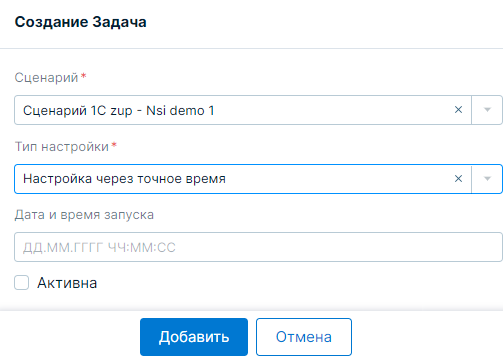 Создание Задача
Сценарий *
Сценарий 1С zup - Nsi demo 1
Тип настройки *
Настройка через точное время
Дата и время запуска
ДД.ММ.ГГГГ ЧЧ:ММ:СС
Активна
Добавить
Отмена